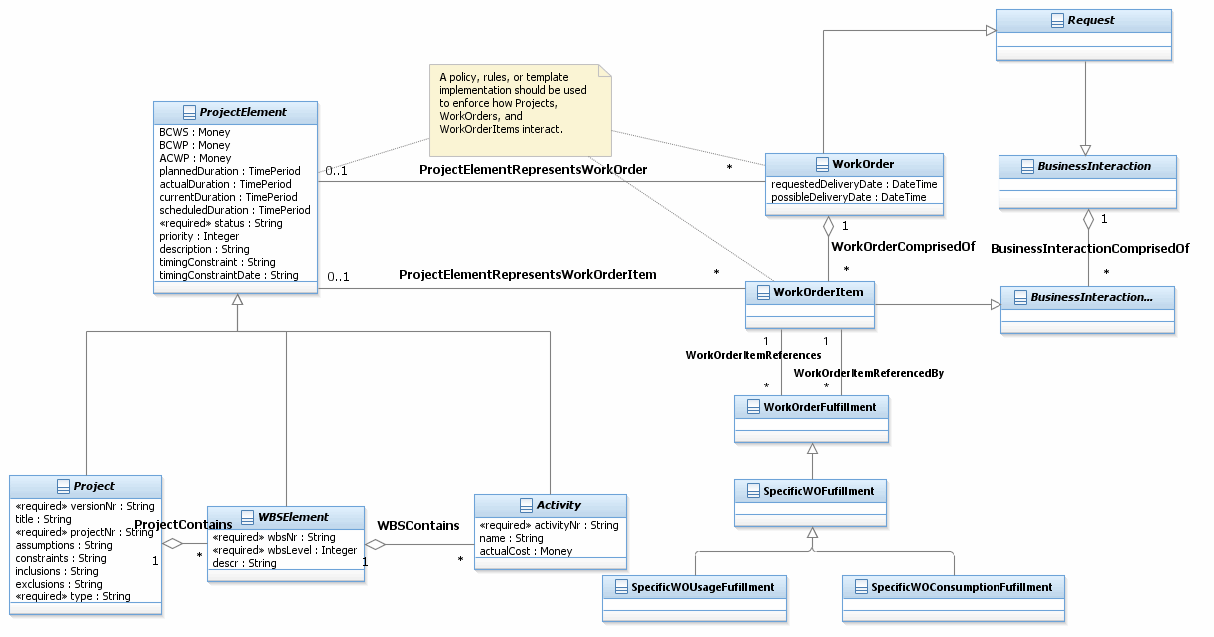 Request
A policy, rules, or template
implementation should be used
to enforce how Projects,
WorkOrders, and
WorkOrderItems interact.
ProjectElement
BCWS : Money
BCWP : Money
ACWP : Money
plannedDuration : TimePeriod
actualDuration : TimePeriod
currentDuration : TimePeriod
scheduledDuration : TimePeriod
«required» status : String
priority : Integer
description : String
timingConstraint : String
timingConstraintDate : String
0..1
ProjectElementRepresentsWorkOrder
*
WorkOrder
requestedDeliveryDate : DateTime
possibleDeliveryDate : DateTime
BusinessInteraction
1
WorkOrderComprisedOf
*
1
BusinessInteractionComprisedOf
*
0..1
ProjectElementRepresentsWorkOrderItem
*
WorkOrderItem
BusinessInteraction...
1
1
WorkOrderItemReferences
WorkOrderItemReferencedBy
*
*
WorkOrderFulfillment
SpecificWOFufillment
SpecificWOUsageFufillment
SpecificWOConsumptionFufillment
Project
«required» versionNr : String
title : String
«required» projectNr : String
assumptions : String
constraints : String
inclusions : String
exclusions : String
«required» type : String
ProjectContains
1
*
WBSElement
«required» wbsNr : String
«required» wbsLevel : Integer
descr : String
WBSContains
1
*
Activity
«required» activityNr : String
name : String
actualCost : Money